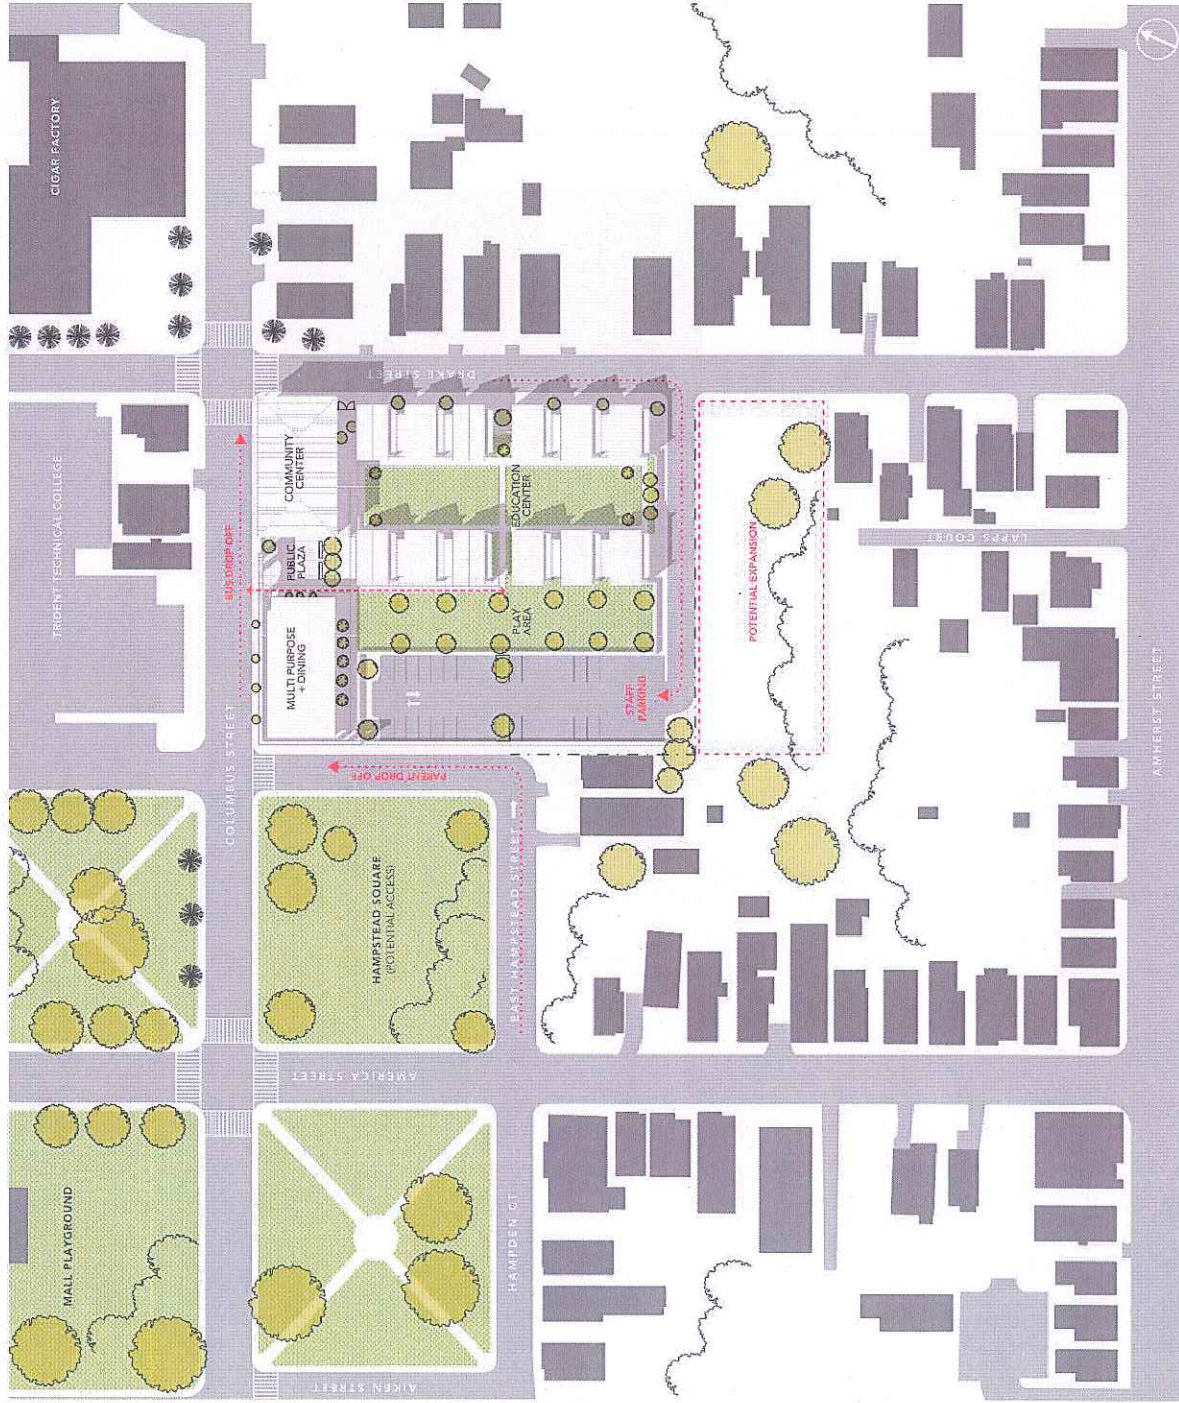 CIGAR FACTORY
TRIDENT TECHNICAL COLLEGE
COLUMBUS STREET
DRAKE STREET
BUS DROP OFF
COMMUNITY
CENTER
PUBLIC
PLAZA
MULTI PURPOSE
+ DINING
EDUCATION
CENTER
PLAY
AREA
STAFF
PARKING
PARENT DROP OFF
POTENTIAL EXPANSION
LAPPS COURT
AMHERST STREET
HAMPSTEAD SQUARE
(POTENTIAL ACCESS)
EAST HAMPSTEAD STREET
AMERICA STREET
MALL PLAYGROUND
HAMPDEN CT
AIKEN STREET